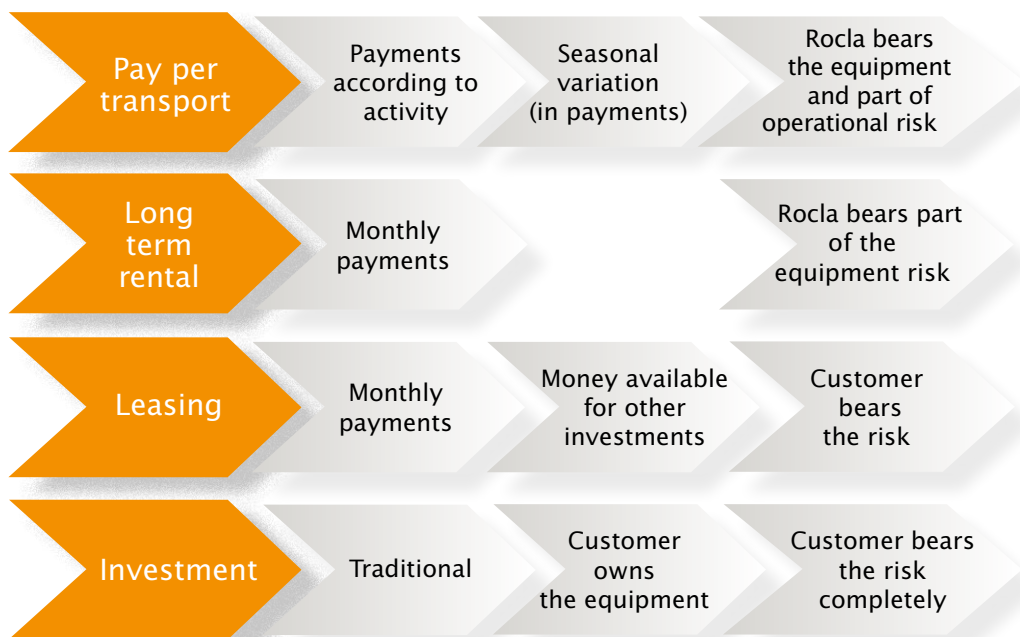 Pay per
transport
Payments
according to
activity
Seasonal
variation
(in payments)
Rocla bears
the equipment
and part of
operational risk
Long
term
rental
Monthly
payments
Rocla bears part
of the
equipment risk
Leasing
Monthly
payments
Money available
for other
investments
Customer
bears
the risk
Investment
Traditional
Customer
owns
the equipment
Customer bears
the risk
completely